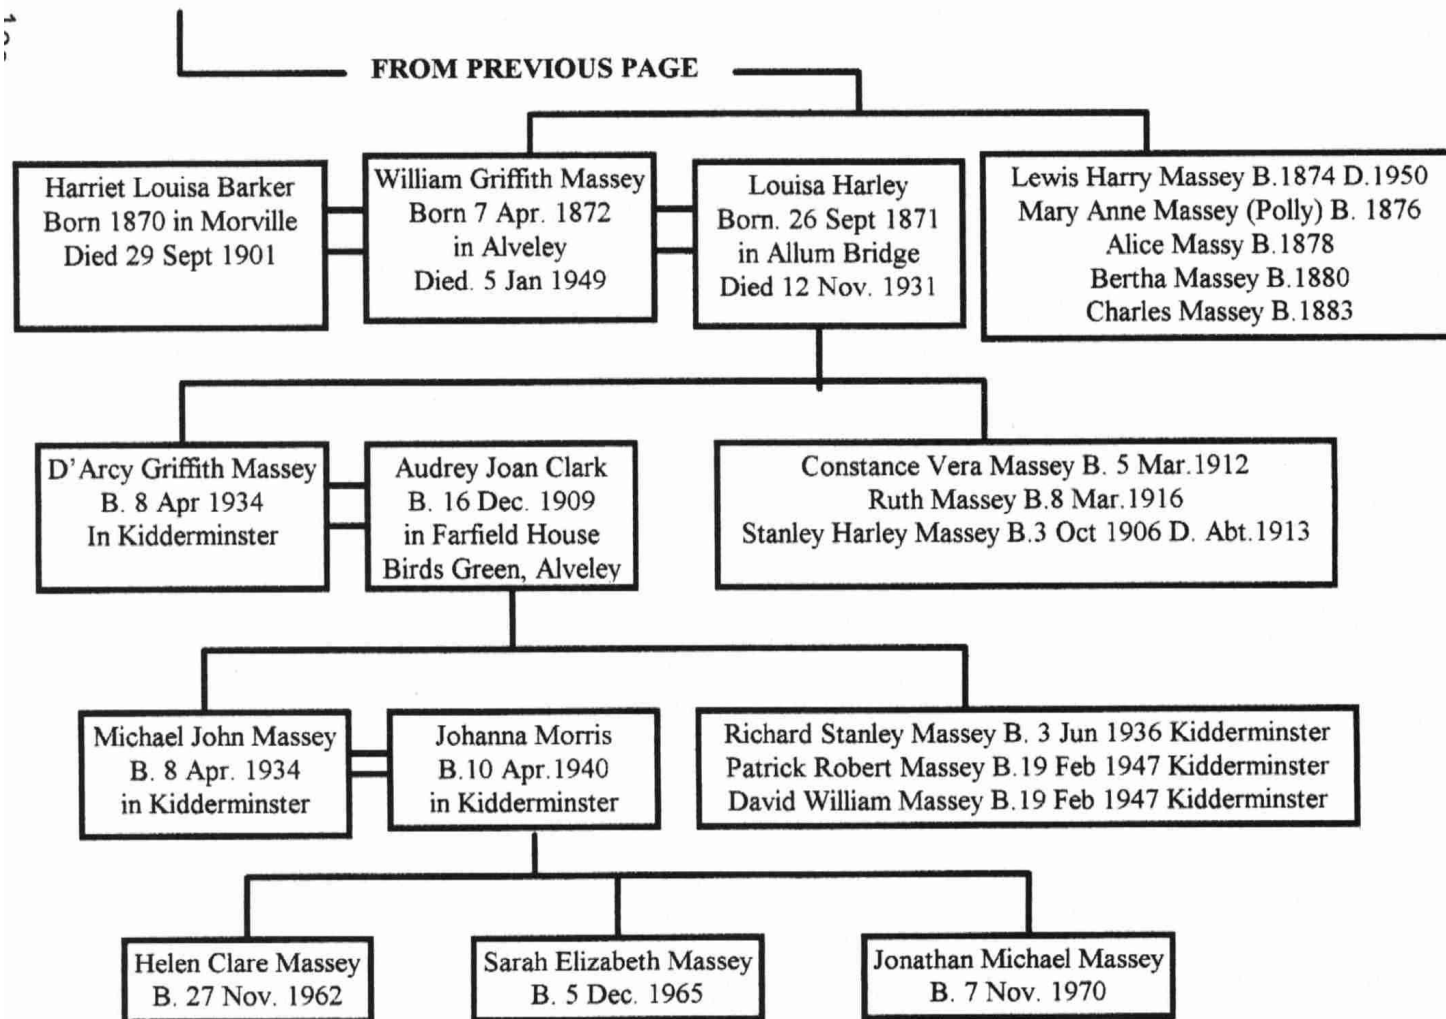 FROM PREVIOUS PAGE
Harriet Louisa Barker
Born 1870 in Morville
Died 29 Sept 1901
William Griffith Massey
Born 7 Apr. 1872
in Alveley
Died. 5 Jan 1949
Louisa Harley
Born. 26 Sept 1871
in Allum Bridge
Died 12 Nov. 1931
Lewis Harry Massey B.1874 D.1950
Mary Anne Massey (Polly) B. 1876
Alice Massy B.1878
Bertha Massey B.1880
Charles Massey B.1883
D'Arcy Griffith Massey
B. 8 Apr 1934
In Kidderminster
Audrey Joan Clark
B. 16 Dec. 1909
in Farfield House
Birds Green, Alveley
Constance Vera Massey B. 5 Mar.1912
Ruth Massey B.8 Mar.1916
Stanley Harley Massey B.3 Oct 1906 D. Abt.1913
Michael John Massey
B. 8 Apr. 1934
in Kidderminster
Johanna Morris
B.10 Apr.1940
in Kidderminster
Richard Stanley Massey B. 3 Jun 1936 Kidderminster
Patrick Robert Massey B.19 Feb 1947 Kidderminster
David William Massey B.19 Feb 1947 Kidderminster
Helen Clare Massey
B. 27 Nov. 1962
Sarah Elizabeth Massey
B. 5 Dec. 1965
Jonathan Michael Massey
B. 7 Nov. 1970